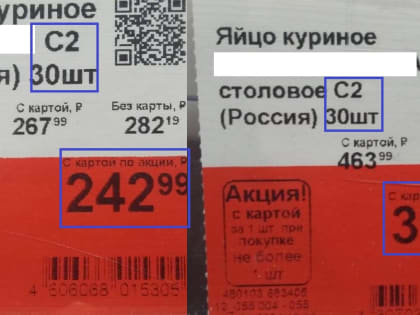 уриное
С2
я) 30шт
С картой, ₽
Без карты, ₽
267 99
282 19
С картой по акции, ₽
242 99
4 606068 015305
Яйцо куриное
столовое С2
(Россия) 30шт
С картой, ₽
463 99
Акция!
с картой
за 1 шт. при
покупке
не более
1 шт
С кар
3